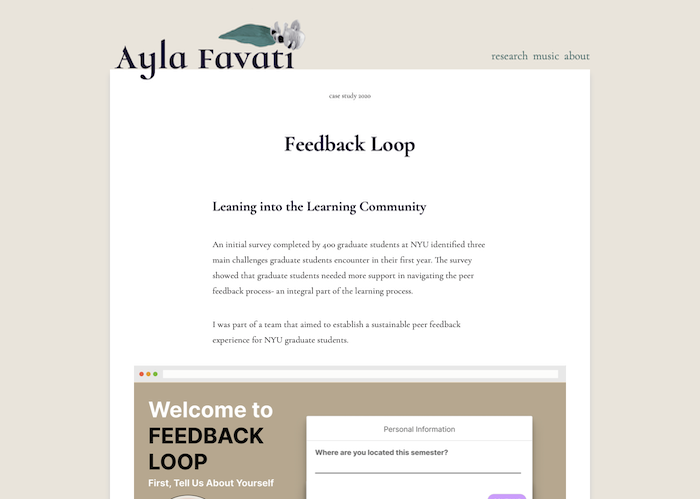 Ayla Favati
research music about
case study 2020
Feedback Loop
Leaning into the Learning Community
An initial survey completed by 400 graduate students at NYU identified three
main challenges graduate students encounter in their first year. The survey
showed that graduate students needed more support in navigating the peer
feedback process- an integral part of the learning process.
I was part of a team that aimed to establish a sustainable peer feedback
experience for NYU graduate students.
Welcome to
FEEDBACK
LOOP
First, Tell Us About Yourself
Personal Information
Where are you located this semester?